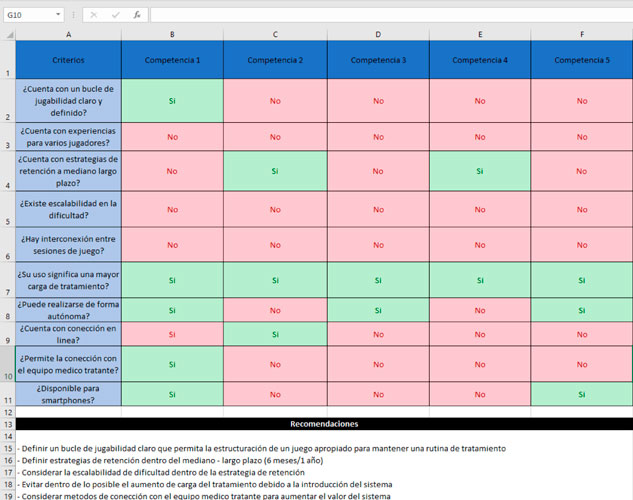 G10
fx
A B C D E F
1 Criterios Competencia 1 Competencia 2 Competencia 3 Competencia 4 Competencia 5
¿Cuenta con un bucle de
jugabilidad claro y
definido?
2 Si No No No No
¿Cuenta con experiencias
para varios jugadores?
3 No No No No No
¿Cuenta con estrategias de
retención a mediano largo
plazo?
4 No Si No Si No
¿Existe escalabilidad en la
dificultad?
5 No No No No No
¿Hay interconexión entre
sesiones de juego?
6 No No No No No
¿Su uso significa una mayor
carga de tratamiento?
7 Si Si Si Si Si
¿Puede realizarse de forma
autónoma?
8 Si No Si No Si
¿Cuenta con conección en
linea?
9 Si Si No No No
¿Permite la conección con
el equipo medico tratante?
10 Si No No No No
¿Disponible para
smartphones?
11 Si No No No Si
12
13 Recomendaciones
14
15 - Definir un bucle de jugabilidad claro que permita la estructuración de un juego apropiado para mantener una rutina de tratamiento
16 - Definir estrategias de retención dentro del mediano - largo plazo (6 meses/1 año)
17 - Considerar la escalabilidad de dificultad dentro de la estrategia de retención
18 - Evitar dentro de lo posible el aumento de carga del tratamiento debido a la introducción del sistema
19 - Considerar metodos de conección con el equipo medico tratante para aumentar el valor del sistema